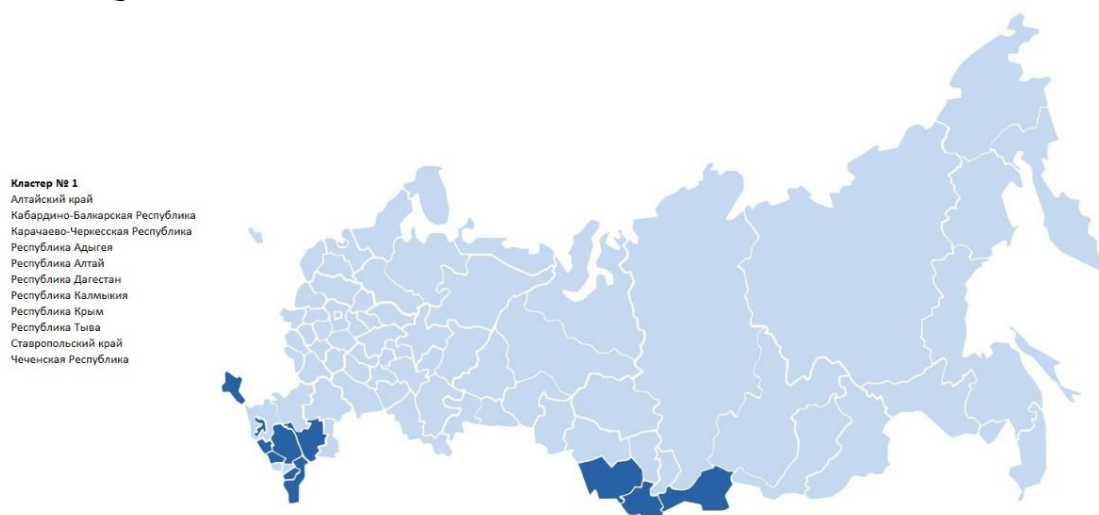 Кластер № 1
Алтайский край
Кабардино-Балкарская Республика
Карачаево-Черкесская Республика
Республика Адыгея
Республика Алтай
Республика Дагестан
Республика Калмыкия
Республика Крым
Республика Тыва
Ставропольский край
Чеченская Республика